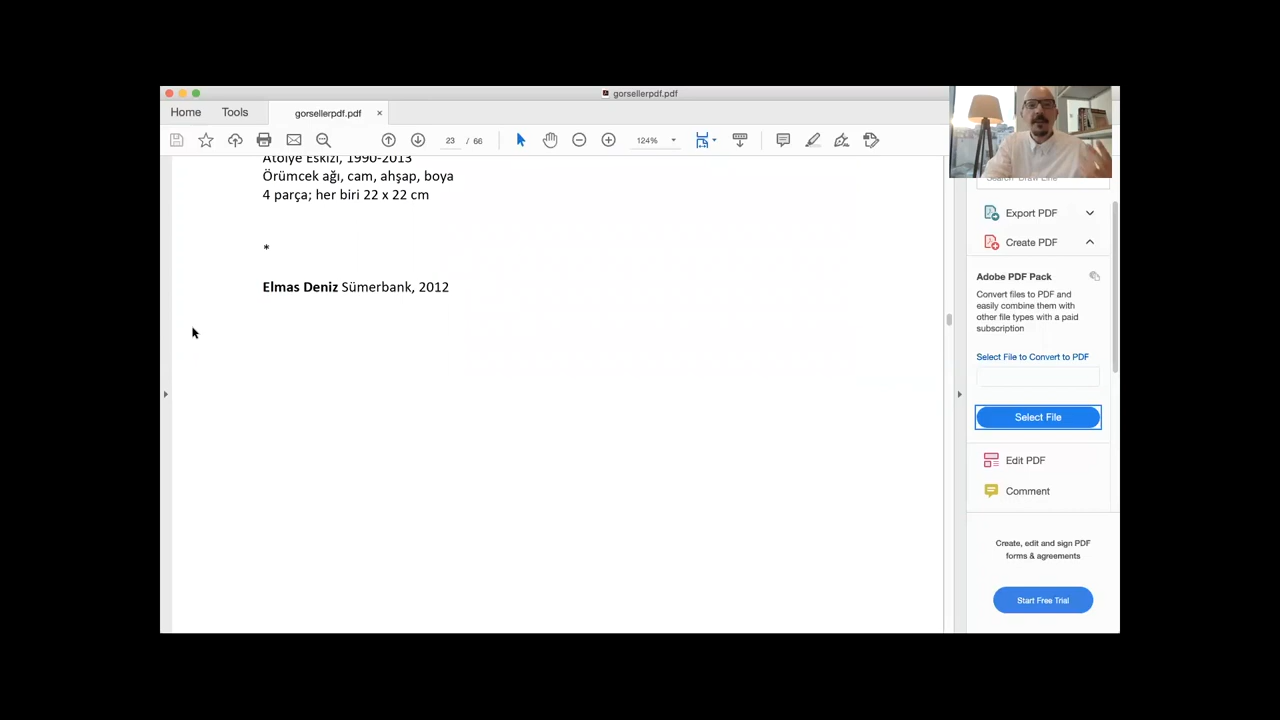 gorsellerpdf.pdf
Home
Tools
gorsellerpdf.pdf
23 / 66
124%
Atölye Eskizi, 1990-2013
Örümcek ağı, cam, ahşap, boya
4 parça; her biri 22 x 22 cm
*
Elmas Deniz Sümerbank, 2012
Search 'Draw Line'
Export PDF
Create PDF
Adobe PDF Pack
Convert files to PDF and
easily combine them with
other file types with a paid
subscription
Select File to Convert to PDF
Select File
Edit PDF
Comment
Create, edit and sign PDF
forms & agreements
Start Free Trial